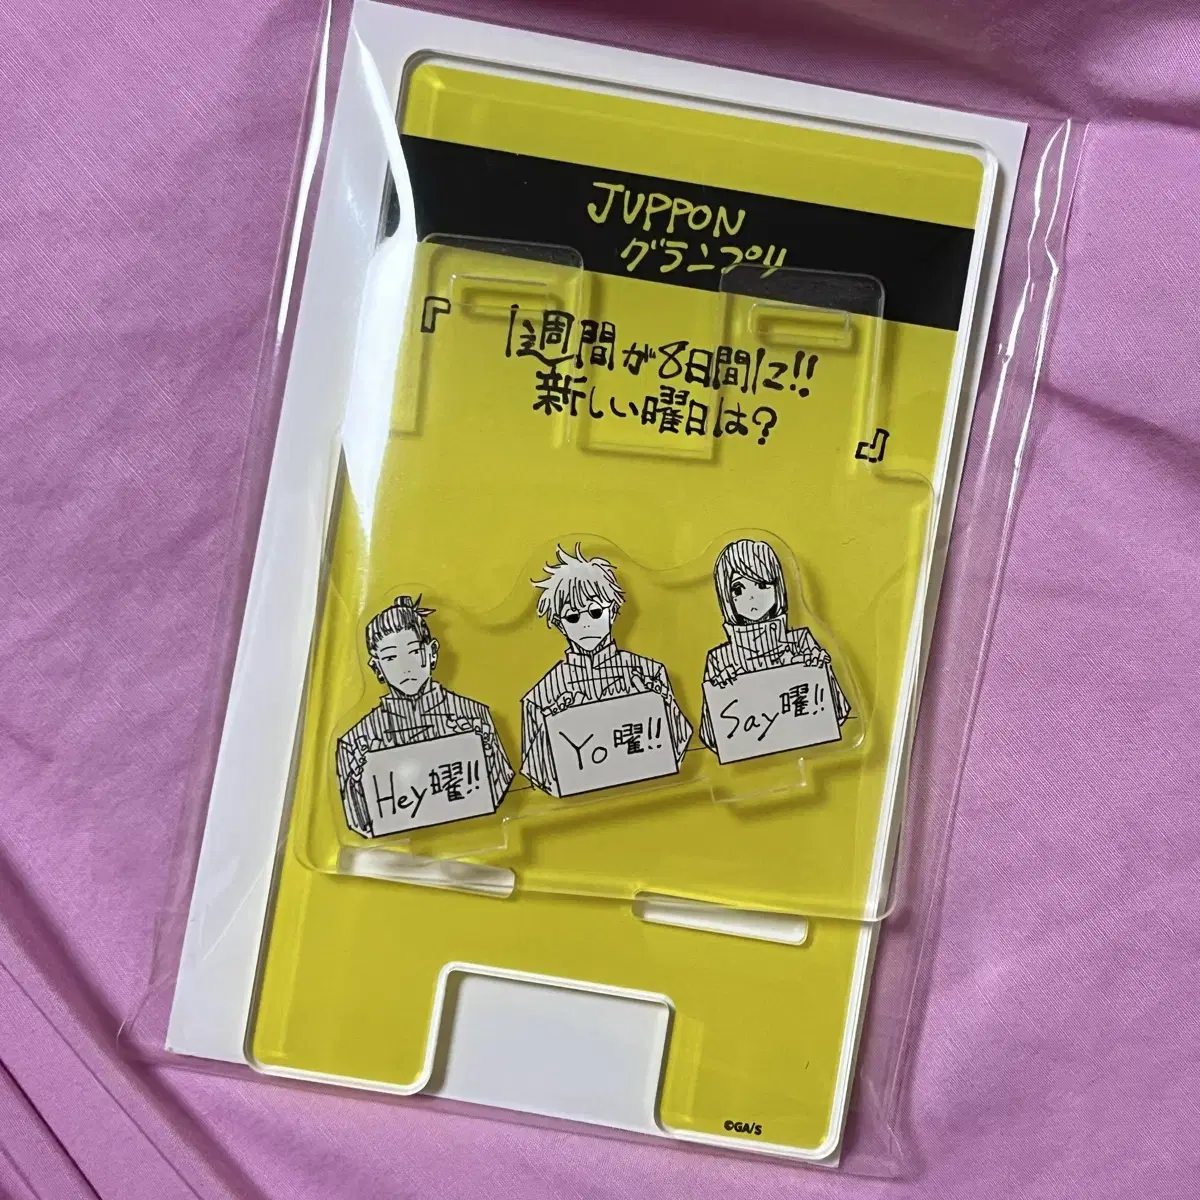 JUPPON
グランプリ
『
1週間が8日間に!!
新しい曜日は?
』
Hey曜!!
Yo曜!!
Say曜!!
©GA/S